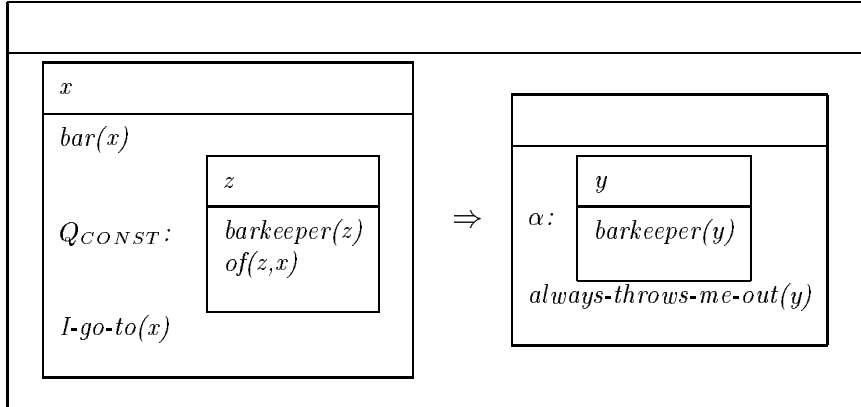 x
bar(x)
z
Q_CONST: barkeeper(z)
of(z,x)
I-go-to(x)
⇒
y
α: barkeeper(y)
always-throws-me-out(y)